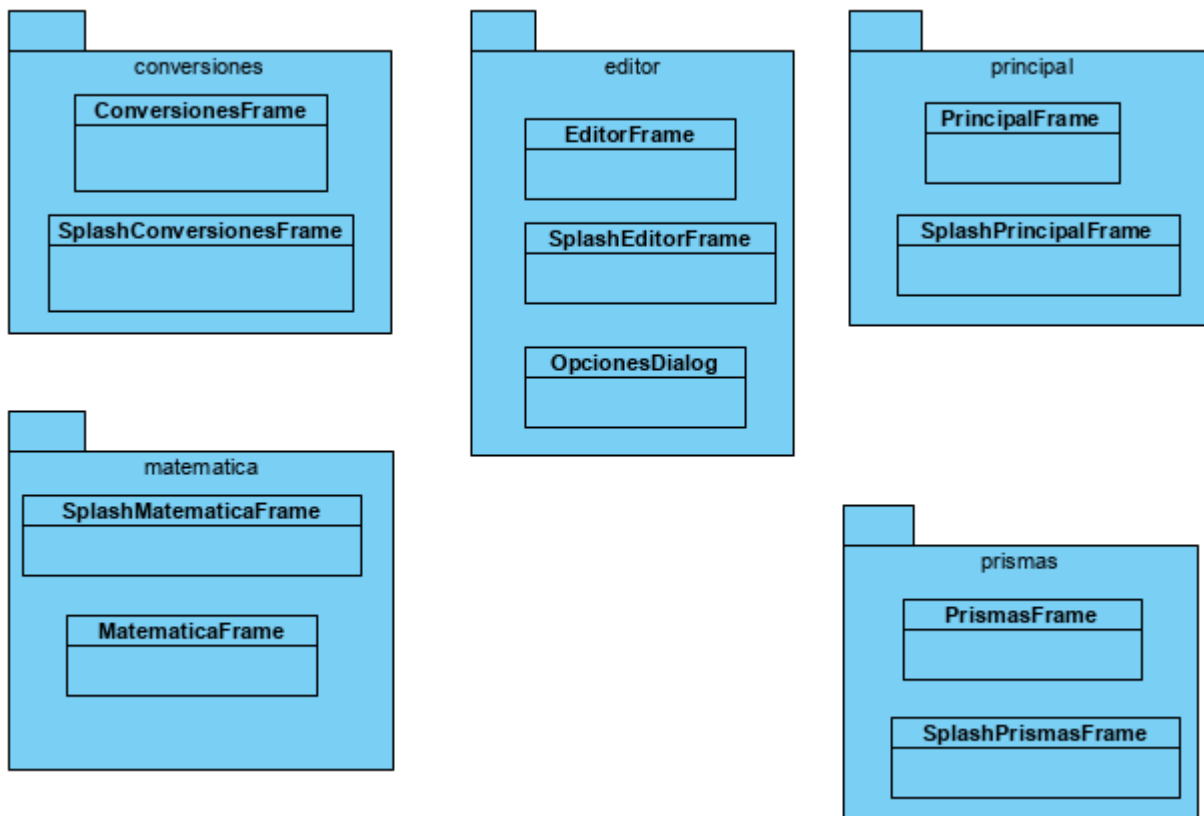 conversiones
ConversionesFrame
SplashConversionesFrame
editor
EditorFrame
SplashEditorFrame
OpcionesDialog
principal
PrincipalFrame
SplashPrincipalFrame
matematica
SplashMatematicaFrame
MatematicaFrame
prismas
PrismasFrame
SplashPrismasFrame